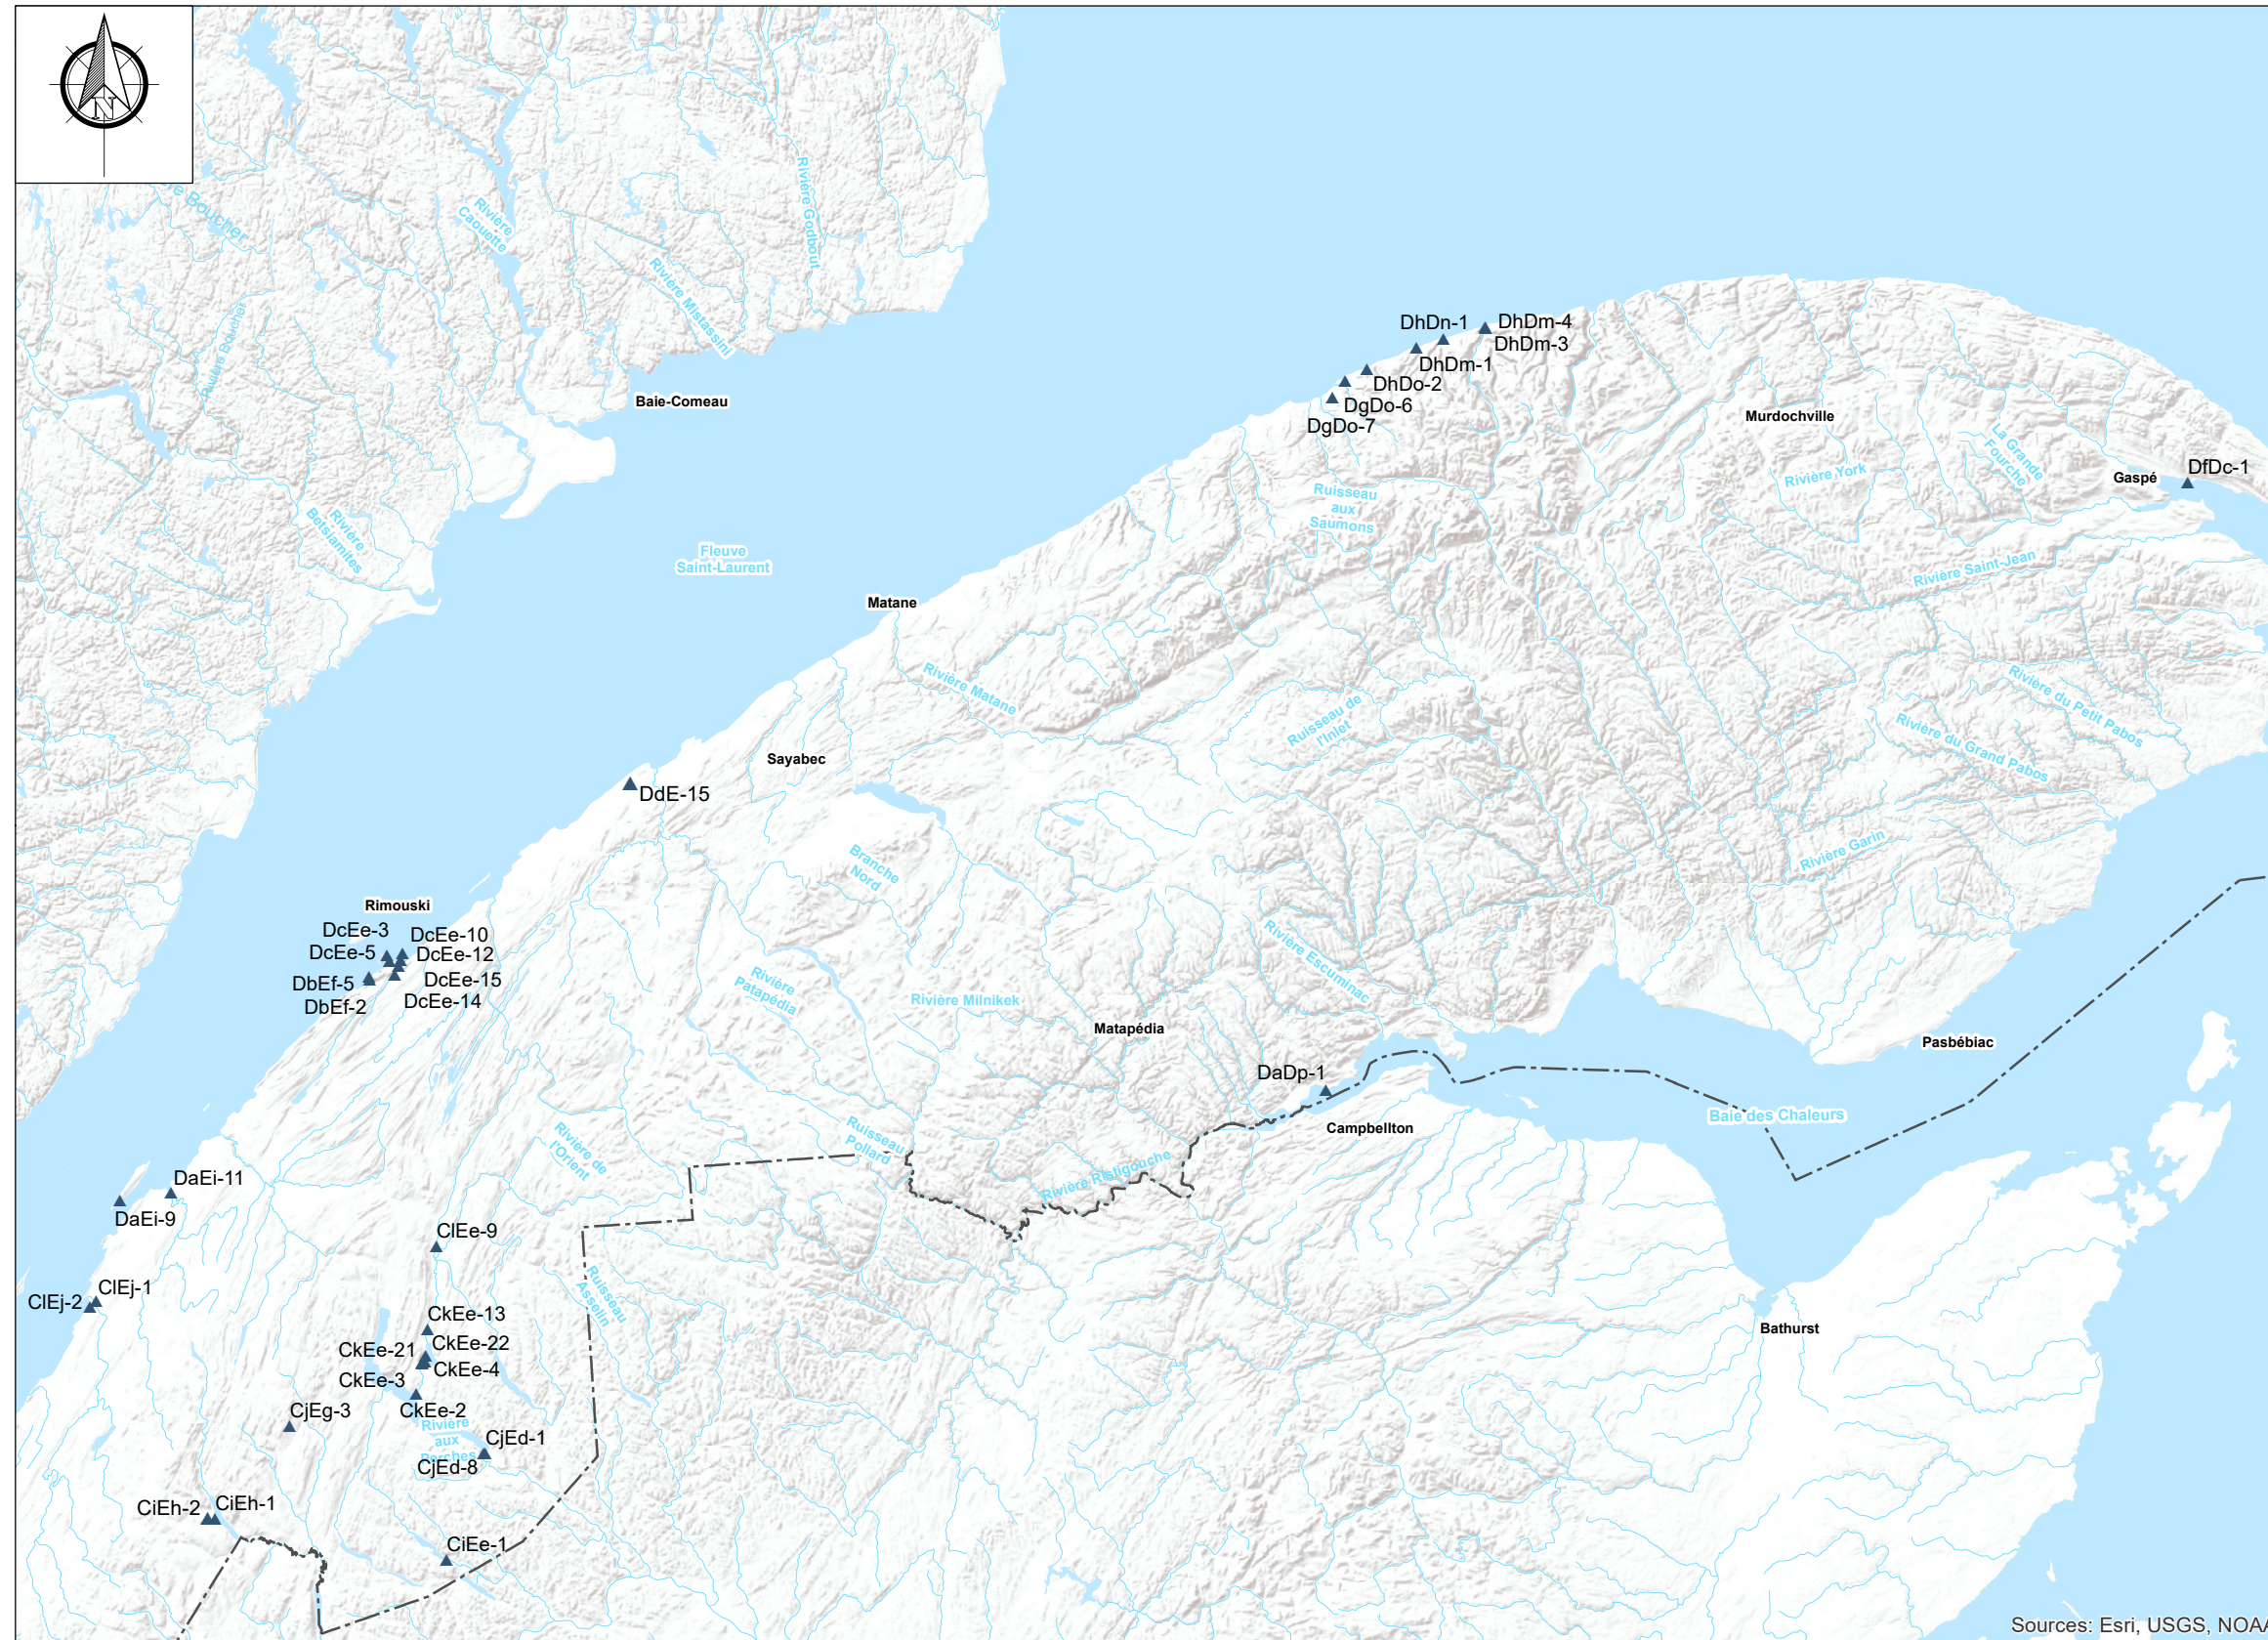 N
Boucher
Rivière
Caouette
Rivière Godbout
Rivière Mistassini
Rivière Boucher
DhDn-1
DhDm-4
DhDm-3
DhDm-1
DhDo-2
DgDo-6
DgDo-7
Baie-Comeau
Murdochville
La Grande
Fourche
Rivière York
Gaspé
DfDc-1
Rivière
Betsiamites
Ruisseau
aux
Saumons
Fleuve
Saint-Laurent
Rivière Saint-Jean
Matane
Rivière Matane
Ruisseau de
l'Inlet
Rivière du Petit Pabos
Rivière du Grand Pabos
Sayabec
DdE-15
Branche
Nord
Rivière Garin
Rimouski
DcEe-3
DcEe-10
DcEe-5
DcEe-12
DbEf-5
DcEe-15
DbEf-2
DcEe-14
Rivière
Patapédia
Rivière Milnikek
Rivière Escuminac
Matapédia
Pasbébiac
DaDp-1
Baie des Chaleurs
Campbellton
Ruisseau
Pollard
Rivière de
l'Orient
Rivière Ristigouche
DaEi-11
DaEi-9
ClEe-9
ClEj-1
ClEj-2
Ruisseau
Asselin
CkEe-13
CkEe-22
CkEe-21
CkEe-4
CkEe-3
CkEe-2
Bathurst
CjEg-3
Rivière
aux
Perches
CjEd-1
CjEd-8
CiEh-2
CiEh-1
CiEe-1
Sources: Esri, USGS, NOAA